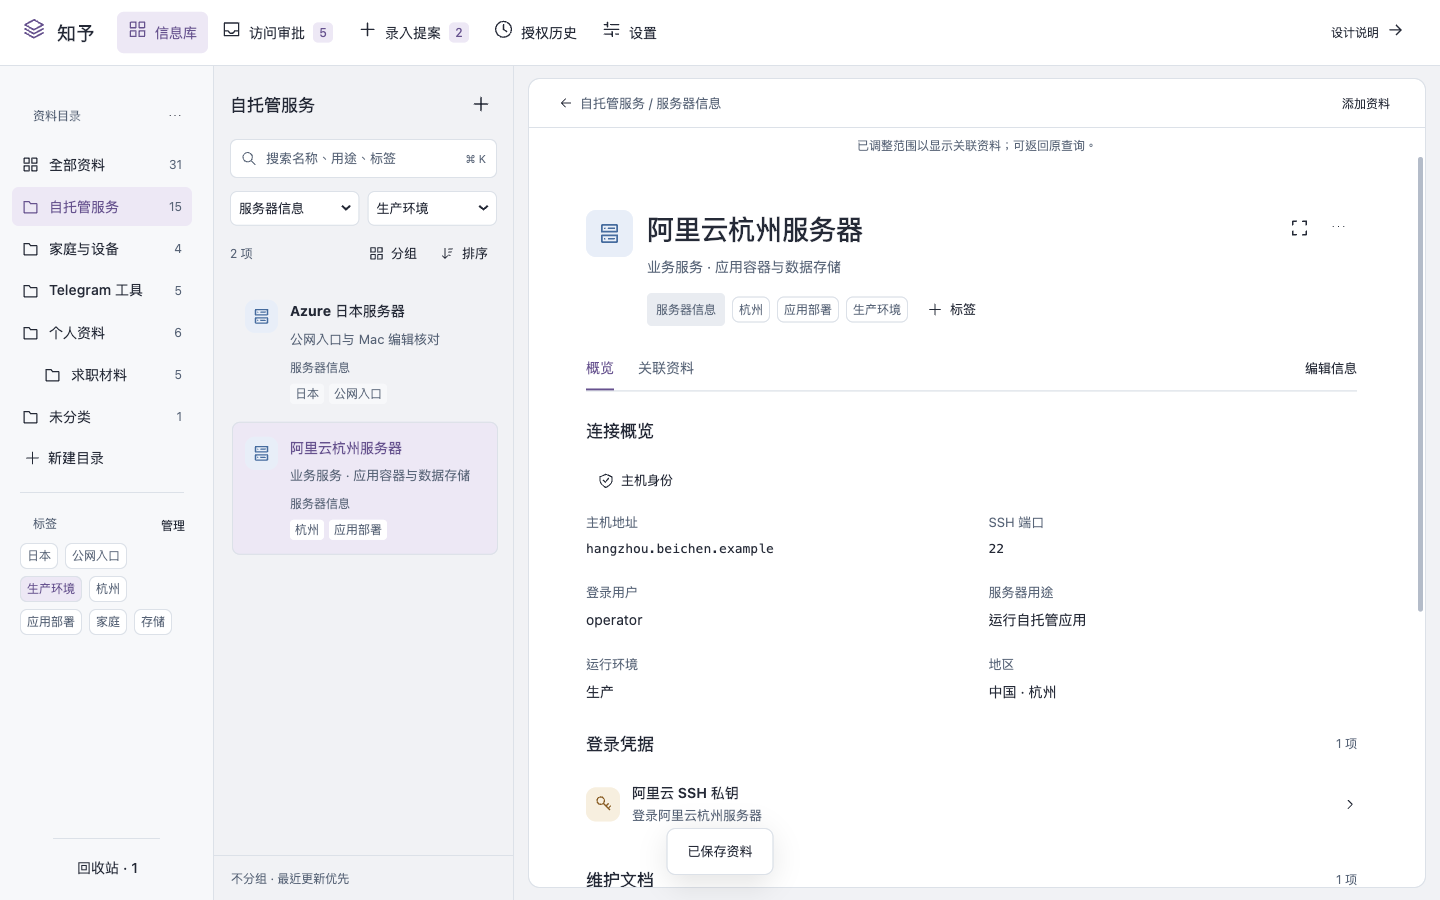 知予
信息库
访问审批 5
录入提案 2
授权历史
设置
设计说明
资料目录
全部资料 31
自托管服务 15
家庭与设备 4
Telegram 工具 5
个人资料 6
求职材料 5
未分类 1
新建目录
标签 管理
日本 公网入口
生产环境 杭州
应用部署 家庭 存储
回收站 · 1
自托管服务
搜索名称、用途、标签 ⌘ K
服务器信息 生产环境
2 项 分组 排序
Azure 日本服务器
公网入口与 Mac 编辑核对
服务器信息
日本 公网入口
阿里云杭州服务器
业务服务 · 应用容器与数据存储
服务器信息
杭州 应用部署
不分组 · 最近更新优先
自托管服务 / 服务器信息 添加资料
已调整范围以显示关联资料；可返回原查询。
阿里云杭州服务器
业务服务 · 应用容器与数据存储
服务器信息 杭州 应用部署 生产环境 标签
概览 关联资料 编辑信息
连接概览
主机身份
主机地址 SSH 端口
hangzhou.beichen.example 22
登录用户 服务器用途
operator 运行自托管应用
运行环境 地区
生产 中国 · 杭州
登录凭据 1 项
阿里云 SSH 私钥
登录阿里云杭州服务器
已保存资料
维护文档 1 项